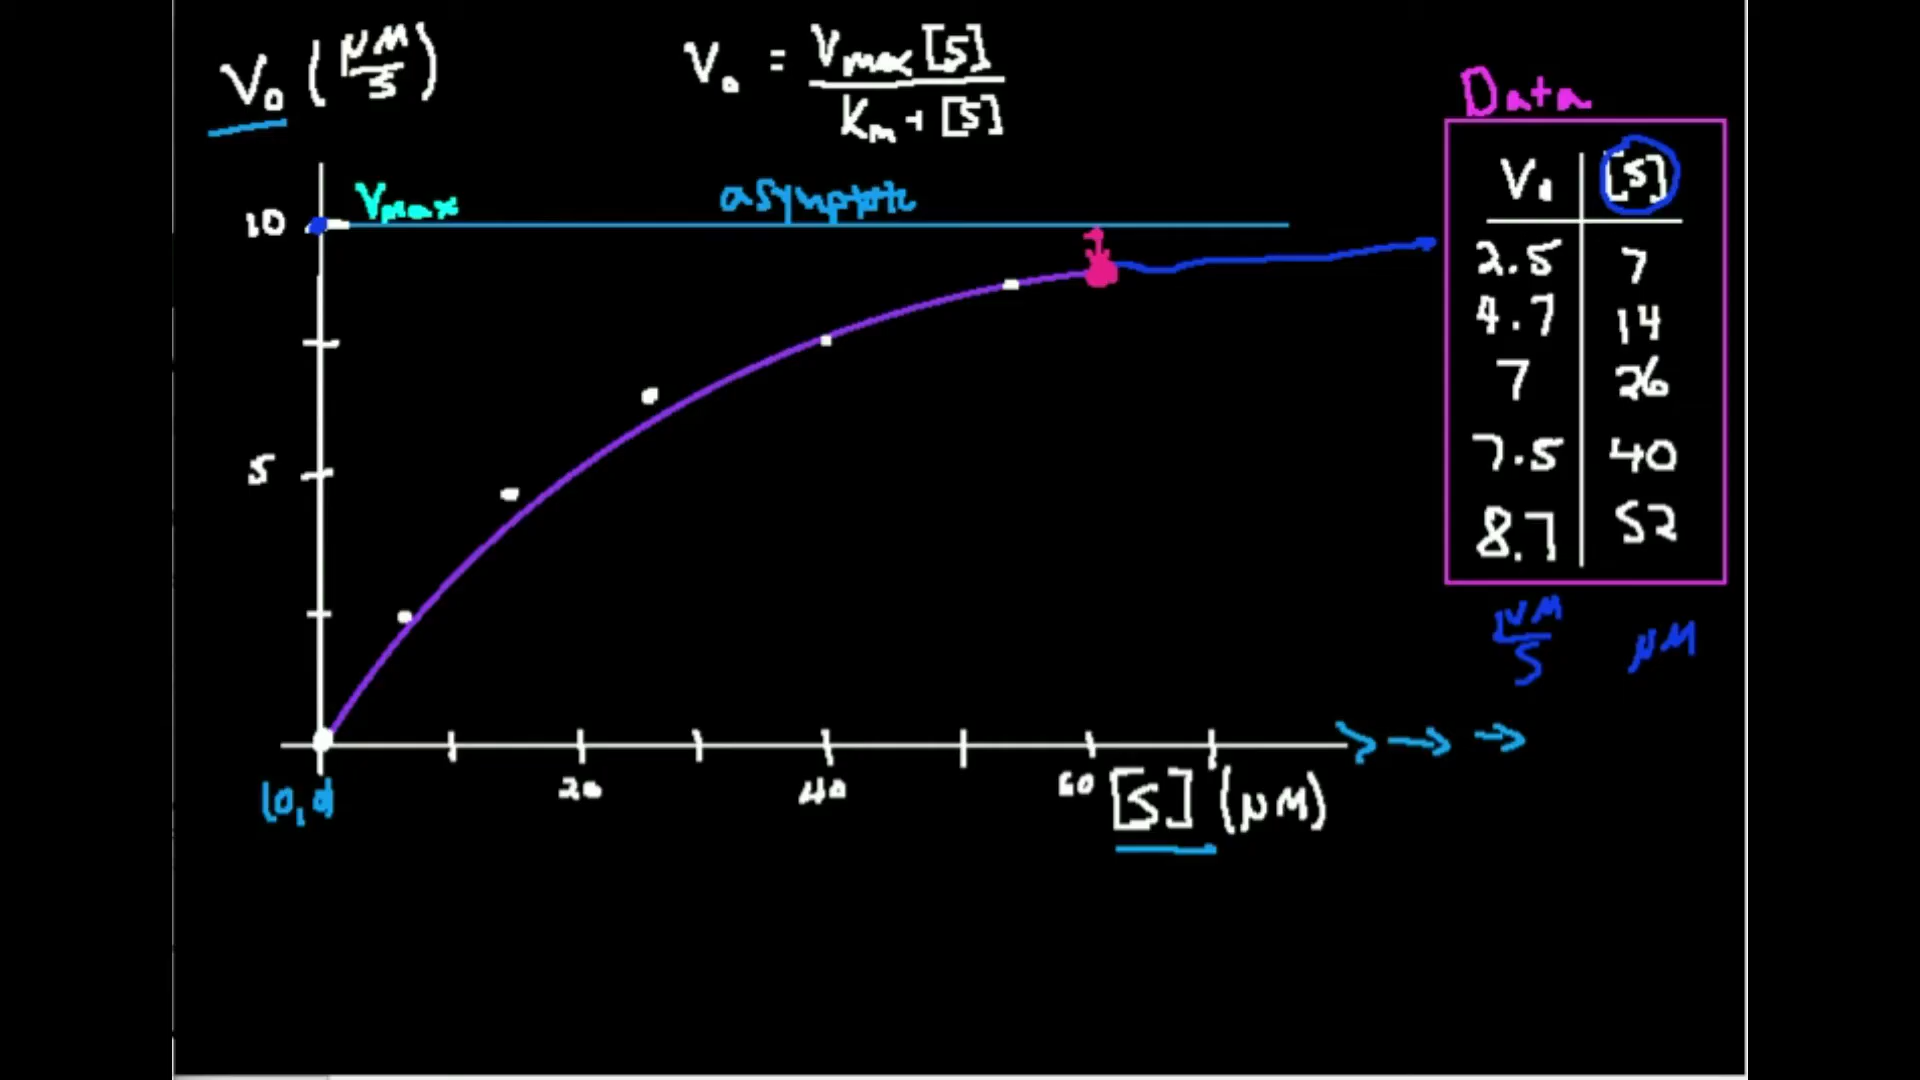 V₀ (μM/s)
V₀ = Vmax[S] / Km + [S]
Data
V₀ [S]
2.5 7
4.7 14
7 26
7.5 40
8.7 52
μM/s μM
Vmax
asymptote
10
5
(0,0)
20 40 60 [S] (μM)